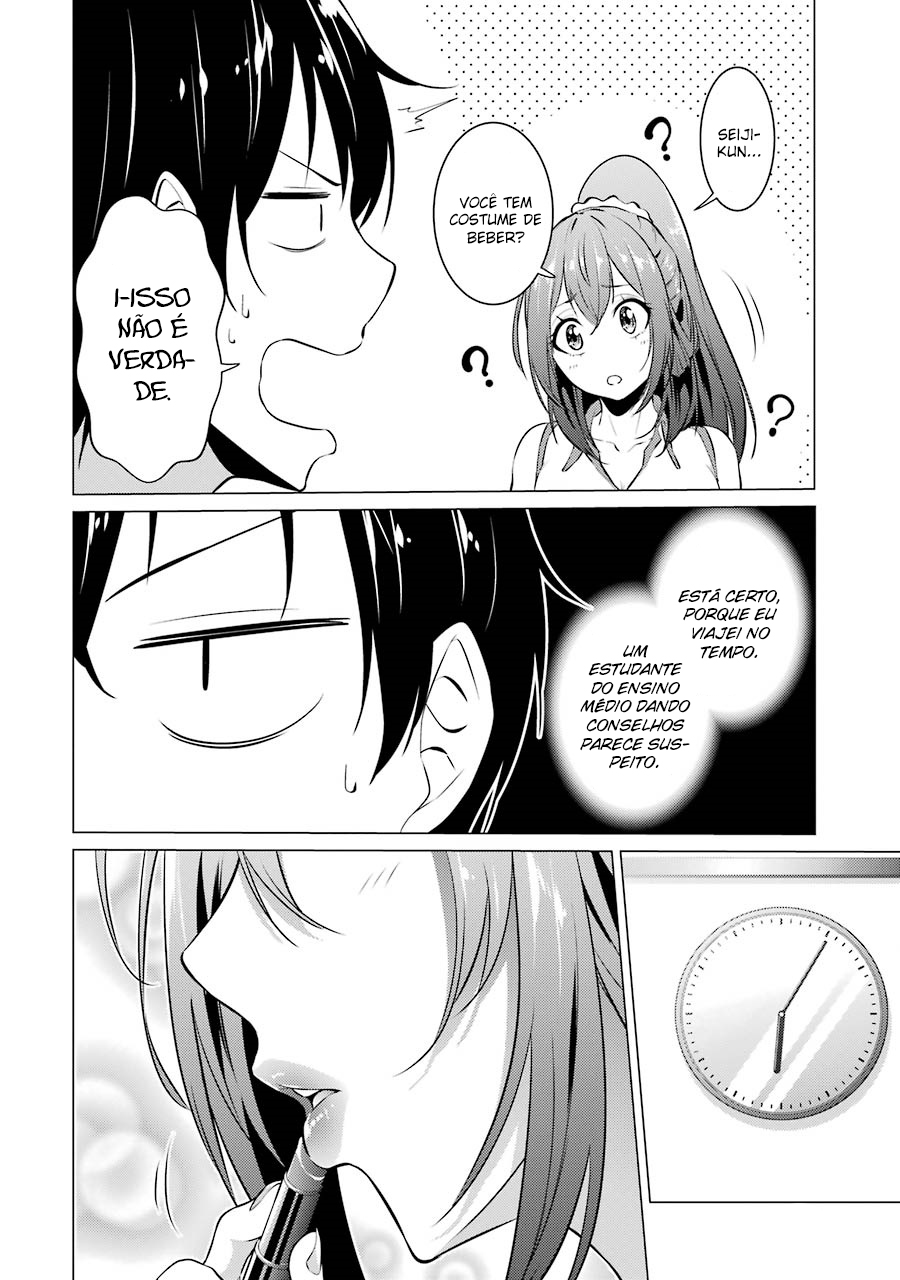 SEIJI-
KUN...
VOCÊ TEM
COSTUME DE
BEBER?
I-ISSO
NÃO É
VERDA-
DE.
ESTÁ CERTO,
PORQUE EU
VIAJEI NO
TEMPO.
UM
ESTUDANTE
DO ENSINO
MÉDIO DANDO
CONSELHOS
PARECE SUS-
PEITO.
?
?
?